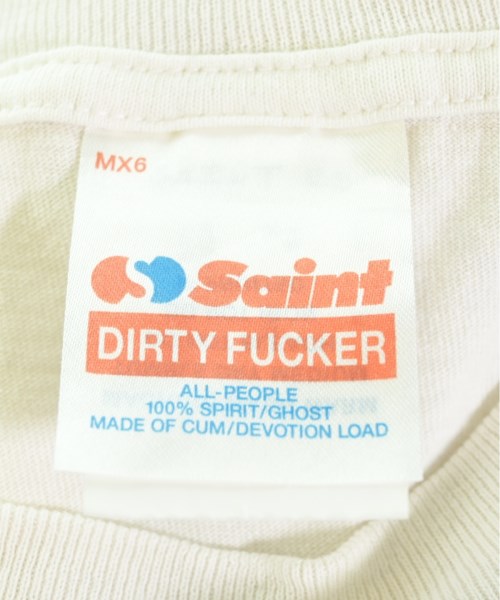 MX6
Saint
DIRTY FUCKER
ALL-PEOPLE
100% SPIRIT/GHOST
MADE OF CUM/DEVOTION LOAD